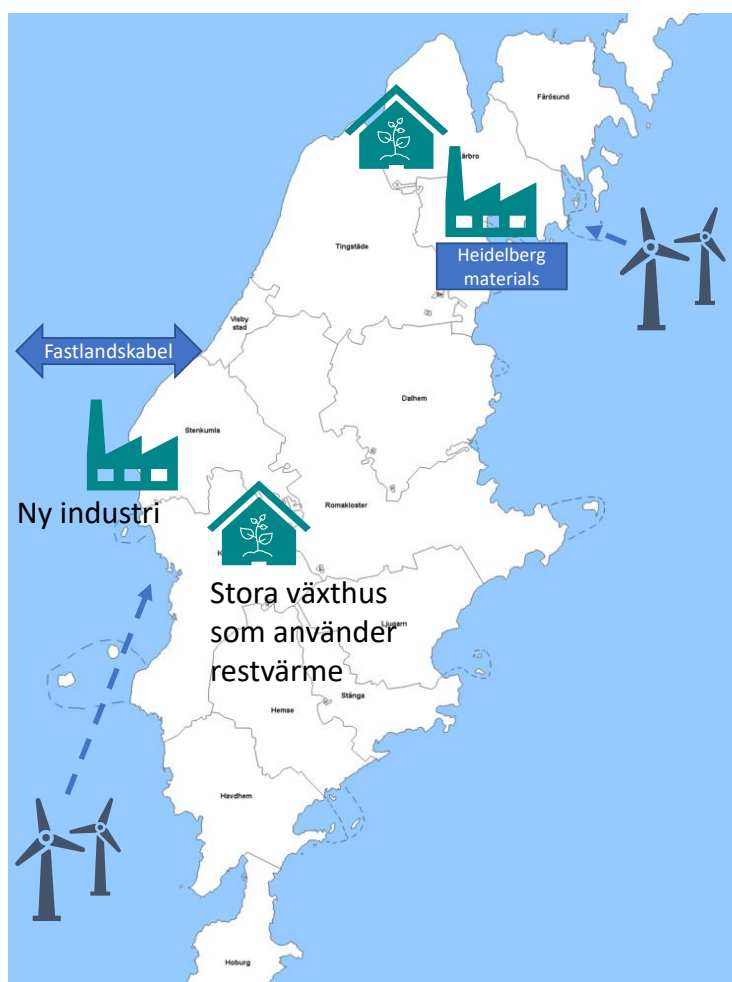 Fårösund
ärbro
Tingstäde
Heidelberg
materials
Visby
stad
Fastlandskabel
Dalhem
Stenkumla
Ny industri
Romakloster
K
Stora växthus
som använder
restvärme
Ljugarn
Stånga
Hemse
Havdhem
Hoburg